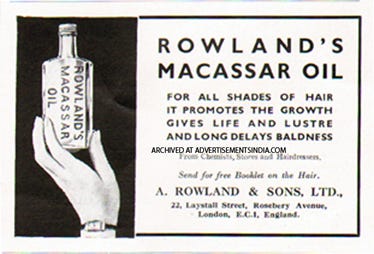 ROWLAND'S
MACASSAR
OIL
ROWLAND'S
MACASSAR OIL
FOR ALL SHADES OF HAIR
IT PROMOTES THE GROWTH
GIVES LIFE AND LUSTRE
AND LONG DELAYS BALDNESS
ARCHIVED AT ADVERTISEMENTSINDIA.COM
From Chemists, Stores and Hairdressers.
Send for free Booklet on the Hair.
A. ROWLAND & SONS, LTD.,
22, Laystall Street, Rosebery Avenue,
London, E.C.1, England.